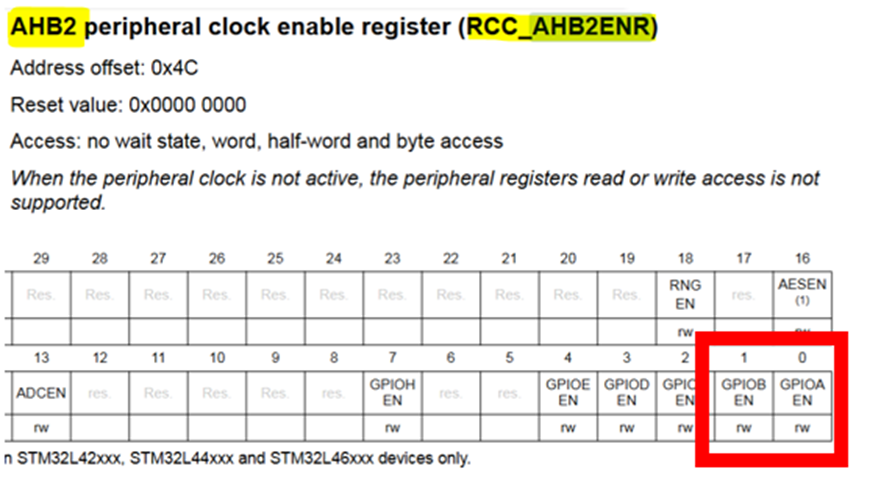 AHB2 peripheral clock enable register (RCC_AHB2ENR)
Address offset: 0x4C
Reset value: 0x0000 0000
Access: no wait state, word, half-word and byte access
When the peripheral clock is not active, the peripheral registers read or write access is not
supported.
29 28 27 26 25 24 23 22 21 20 19 18 17 16
Res. Res. Res. Res. Res. Res. Res. Res. Res. Res. Res. RNG EN res. AESEN (1)
rw rw
13 12 11 10 9 8 7 6 5 4 3 2 1 0
ADCEN res. Res. Res. Res. res. GPIOH EN res. res. GPIOE EN GPIOD EN GPIOC EN GPIOB EN GPIOA EN
rw rw rw rw rw rw rw
n STM32L42xxx, STM32L44xxx and STM32L46xxx devices only.